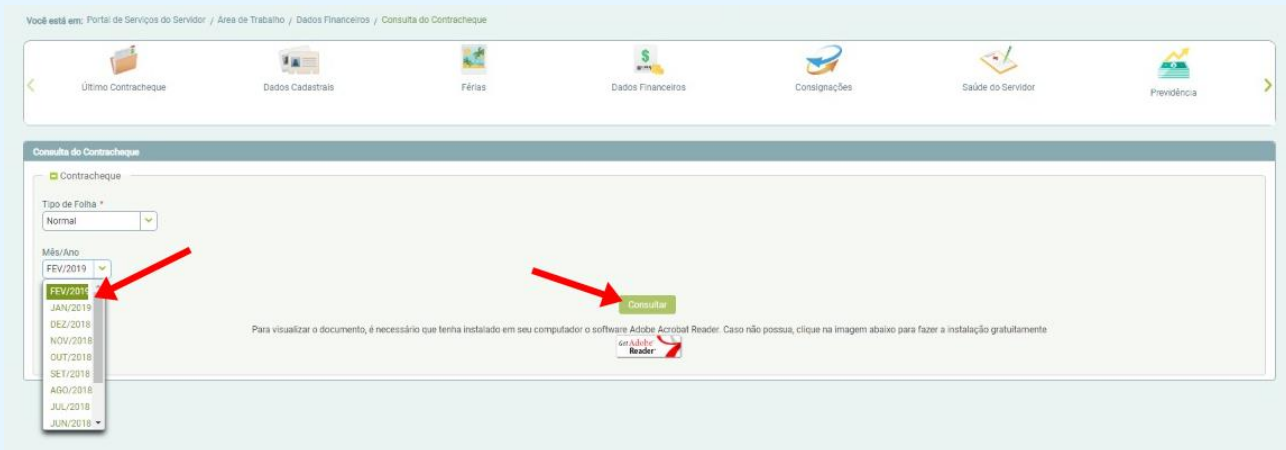 Você está em: Portal de Serviços do Servidor / Área de Trabalho / Dados Financeiros / Consulta do Contracheque
Último Contracheque
Dados Cadastrais
Férias
Dados Financeiros
Consignações
Saúde do Servidor
Previdência
Consulta do Contracheque
Contracheque
Tipo de Folha *
Normal
Mês/Ano
FEV/2019
FEV/2019
JAN/2019
DEZ/2018
NOV/2018
OUT/2018
SET/2018
AGO/2018
JUL/2018
JUN/2018
Consultar
Para visualizar o documento, é necessário que tenha instalado em seu computador o software Adobe Acrobat Reader. Caso não possua, clique na imagem abaixo para fazer a instalação gratuitamente
Get Adobe
Reader